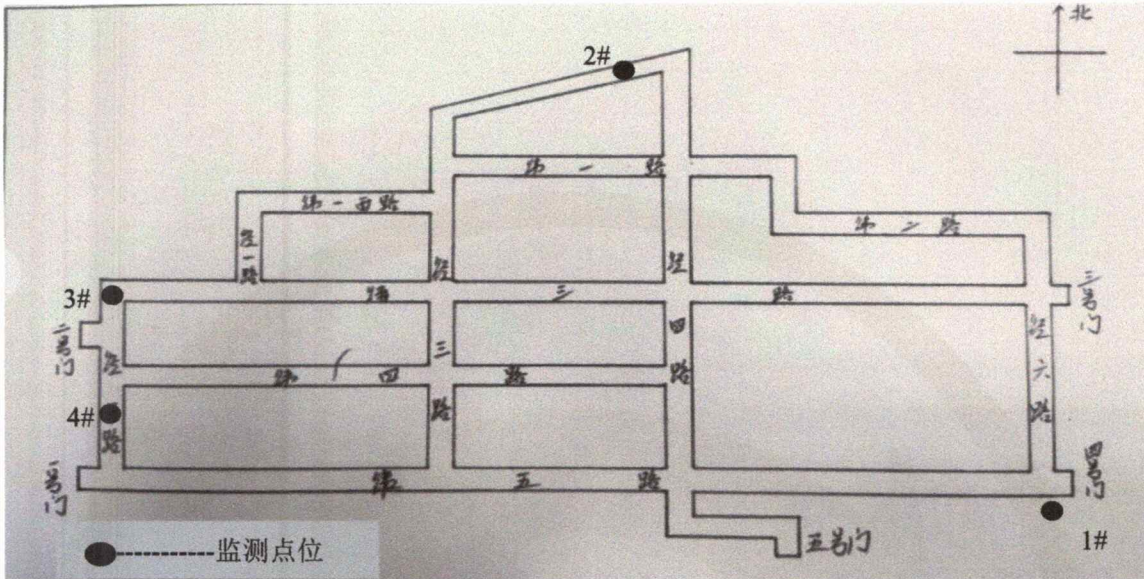 北
2#
纬一路
纬一西路
纬二路
经一路
经三路
经四路
纬三路
3#
三号门
二号门
经六路
纬四路
4#
路
一号门
纬五路
四号门
五号门
1#
监测点位